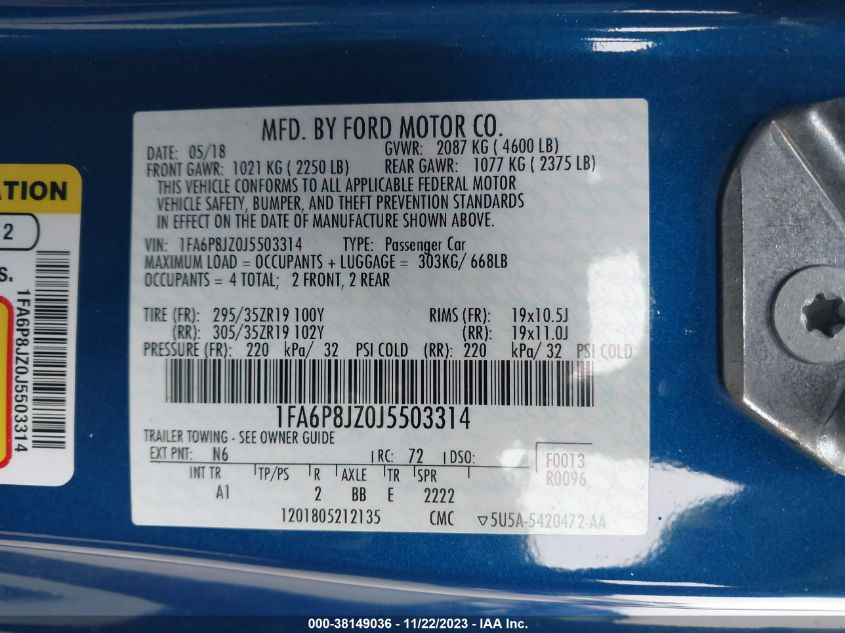 MFD. BY FORD MOTOR CO.
DATE: 05/18 GVWR: 2087 KG ( 4600 LB)
FRONT GAWR: 1021 KG ( 2250 LB) REAR GAWR: 1077 KG ( 2375 LB)
THIS VEHICLE CONFORMS TO ALL APPLICABLE FEDERAL MOTOR
VEHICLE SAFETY, BUMPER, AND THEFT PREVENTION STANDARDS
IN EFFECT ON THE DATE OF MANUFACTURE SHOWN ABOVE.
VIN: 1FA6P8JZ0J5503314 TYPE: Passenger Car
MAXIMUM LOAD = OCCUPANTS + LUGGAGE = 303KG/ 668LB
OCCUPANTS = 4 TOTAL; 2 FRONT, 2 REAR
TIRE (FR): 295/35ZR19 100Y RIMS (FR): 19x10.5J
(RR): 305/35ZR19 102Y (RR): 19x11.0J
PRESSURE (FR): 220 kPa/ 32 PSI COLD (RR): 220 kPa/ 32 PSI COLD
1FA6P8JZ0J5503314
TRAILER TOWING - SEE OWNER GUIDE
EXT PNT: N6 RC: 72 DSO: F0013
R0096
INT TR TP/PS R AXLE TR SPR
A1 2 BB E 2222
1201805212135 CMC ▽5U5A-5420472-AA
ATION
2
s.
1FA6P8JZ0J5503314
000-38149036 - 11/22/2023 - IAA Inc.